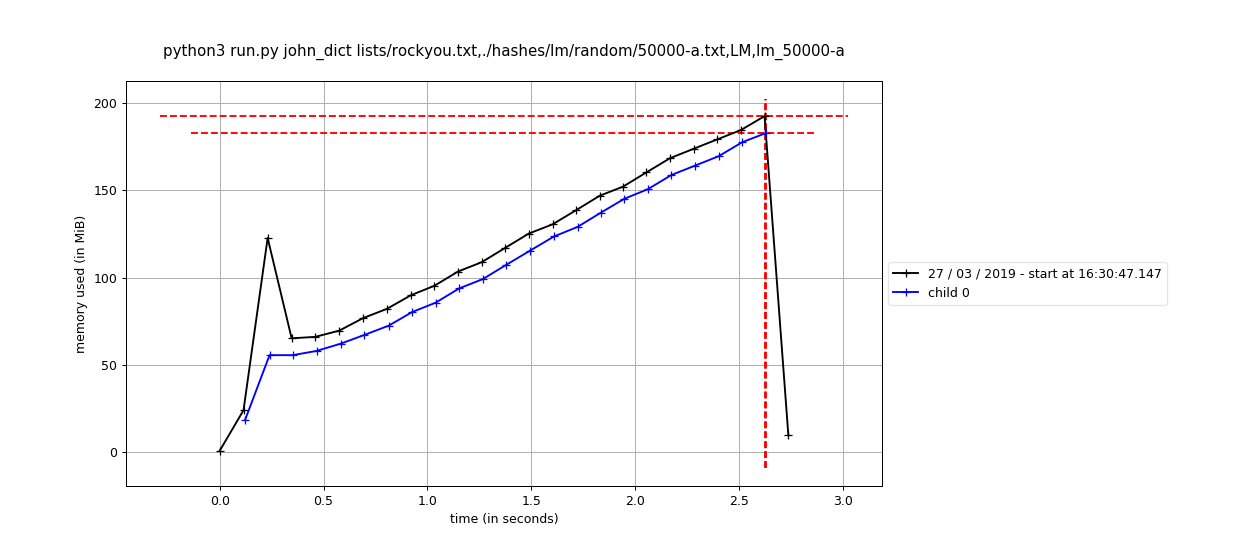 python3 run.py john_dict lists/rockyou.txt,./hashes/lm/random/50000-a.txt,LM,lm_50000-a
200
150
100
50
0
memory used (in MiB)
0.0 0.5 1.0 1.5 2.0 2.5 3.0
time (in seconds)
27 / 03 / 2019 - start at 16:30:47.147
child 0